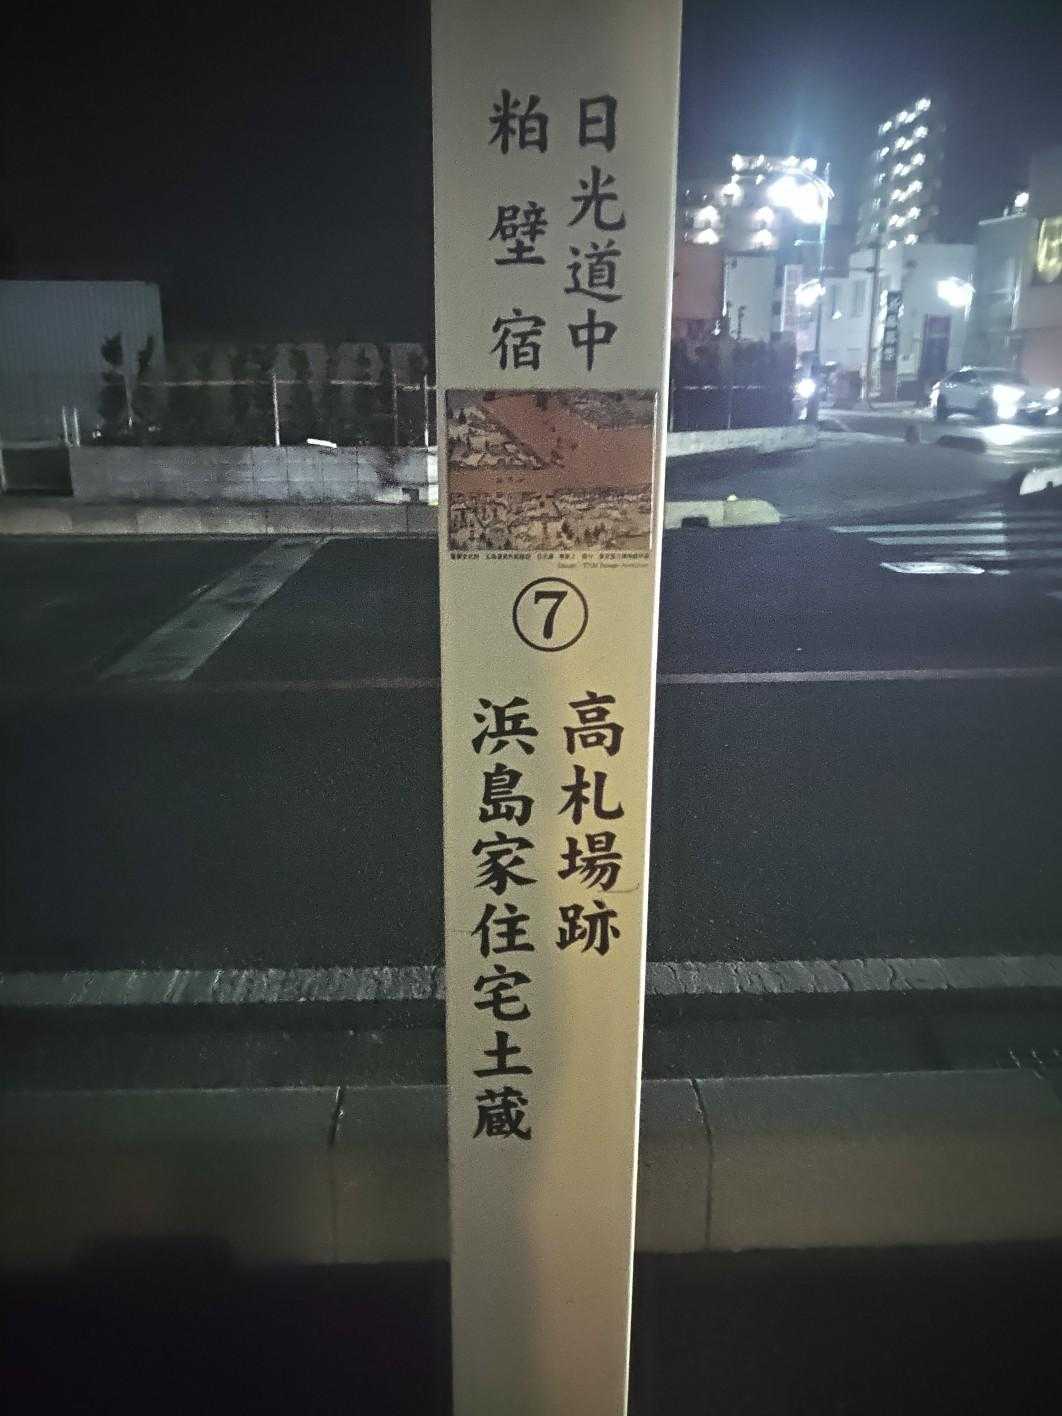 日光道中
粕壁宿
⑦
高札場跡
浜島家住宅土蔵